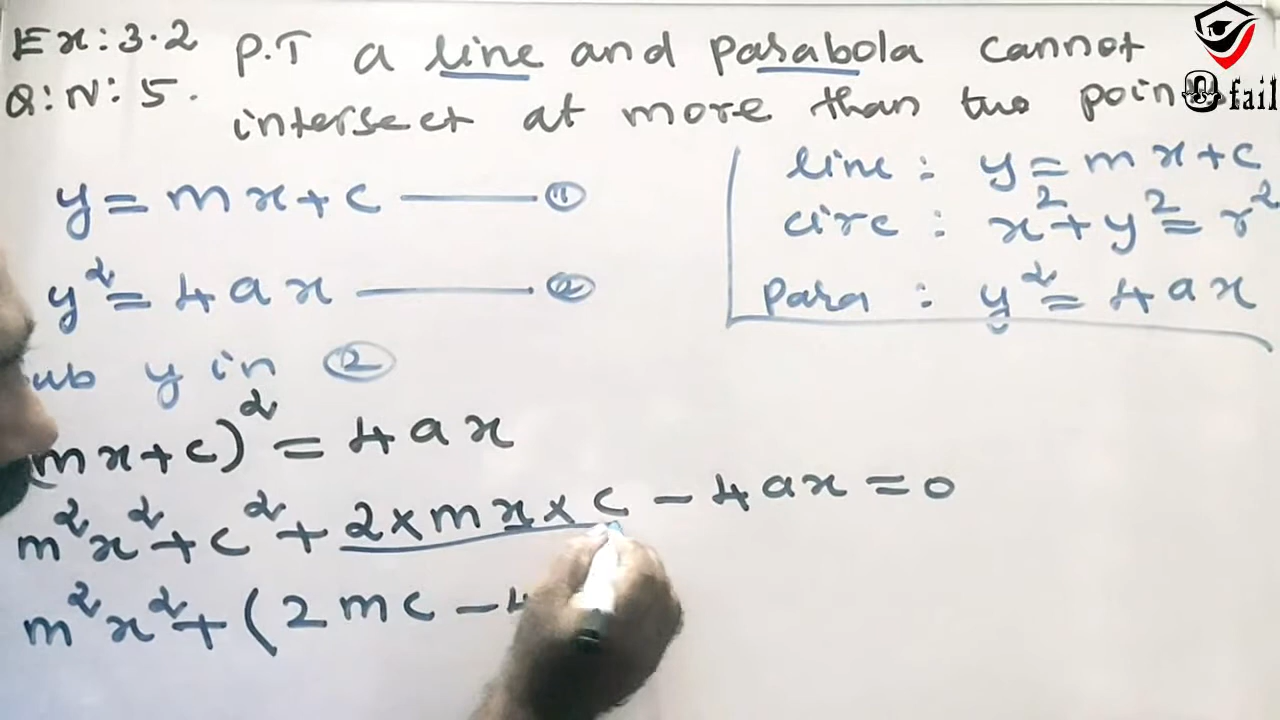 Ex: 3.2 P.T a line and parabola cannot
Q:N: 5. intersect at more than two
y = mx + c ——— ①
y² = 4ax ——— ②
line : y = mx + c
circ : x² + y² = r²
para : y² = 4ax
y in ②
(mx + c)² = 4ax
m²x² + c² + 2 × mx × c – 4ax = 0
m²x² + (2mc – 4
fail